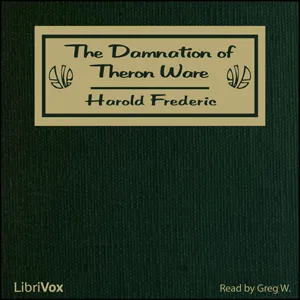 The Damnation of
Theron Ware
Harold Frederic
LibriVox
Read by Greg W.